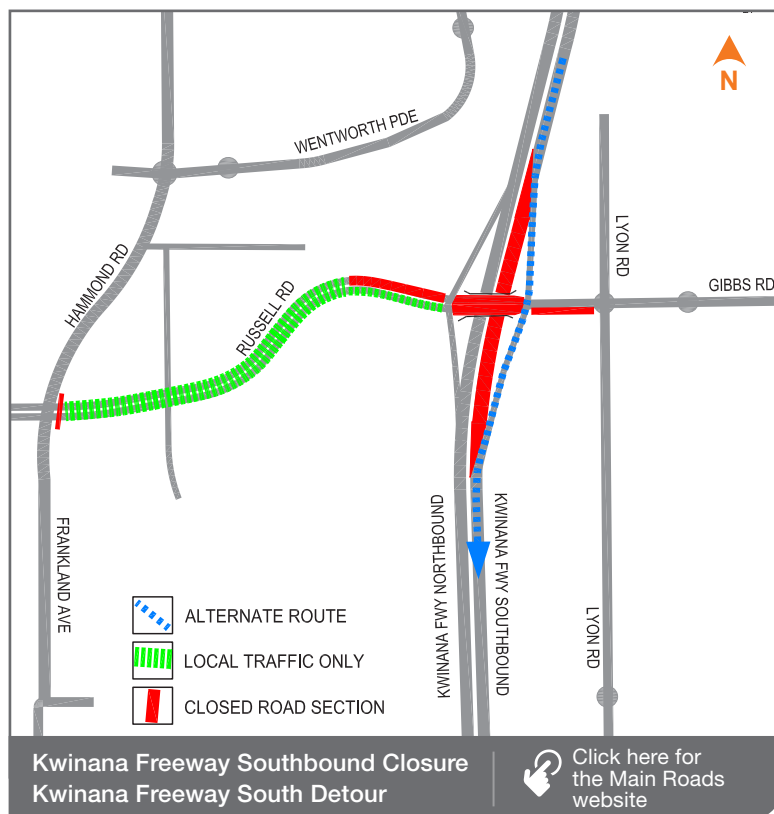 N
WENTWORTH PDE
HAMMOND RD
RUSSELL RD
LYON RD
GIBBS RD
FRANKLAND AVE
KWINANA FWY NORTHBOUND
KWINANA FWY SOUTHBOUND
LYON RD
ALTERNATE ROUTE
LOCAL TRAFFIC ONLY
CLOSED ROAD SECTION
Kwinana Freeway Southbound Closure
Kwinana Freeway South Detour
Click here for
the Main Roads
website